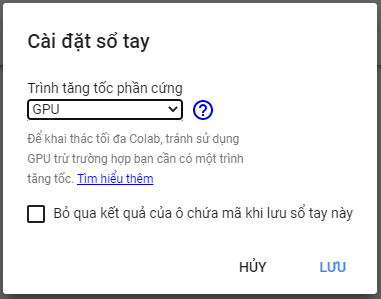 Cài đặt sổ tay
Trình tăng tốc phần cứng
GPU
?
Để khai thác tối đa Colab, tránh sử dụng
GPU trừ trường hợp bạn cần có một trình
tăng tốc. Tìm hiểu thêm
Bỏ qua kết quả của ô chứa mã khi lưu sổ tay này
HỦY LƯU